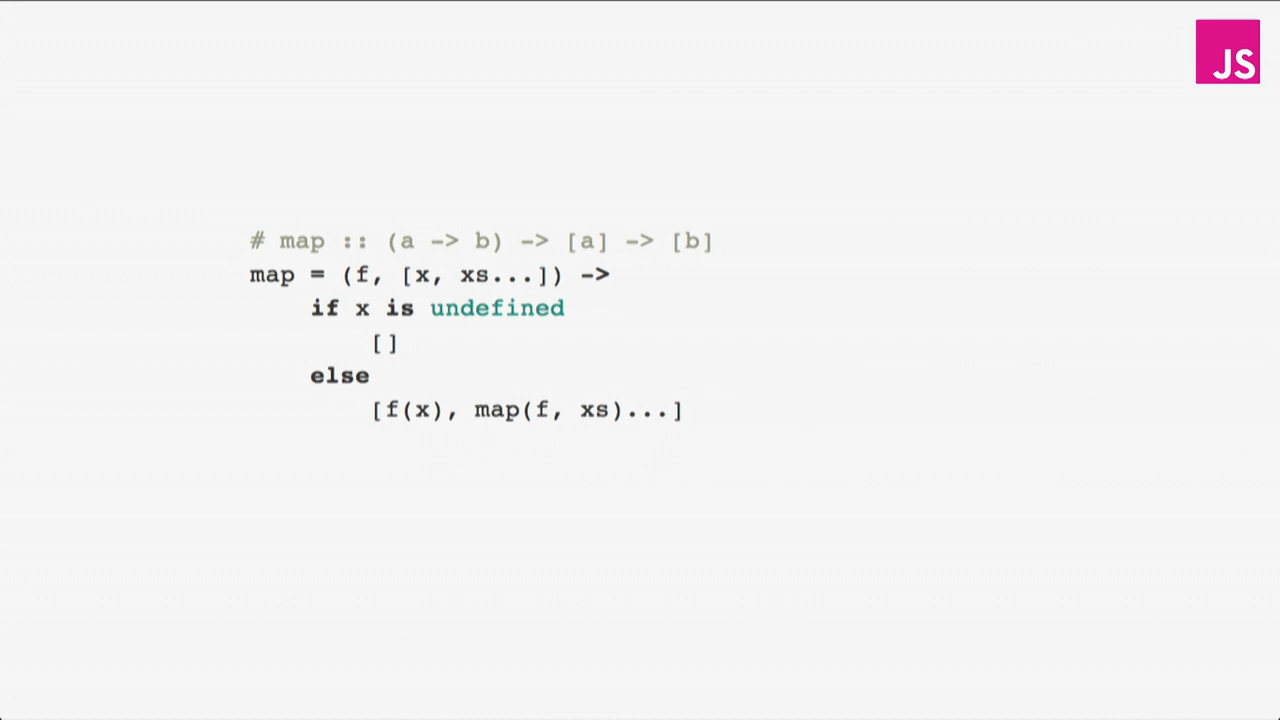 JS
# map :: (a -> b) -> [a] -> [b]
map = (f, [x, xs...]) ->
    if x is undefined
        []
    else
        [f(x), map(f, xs)...]